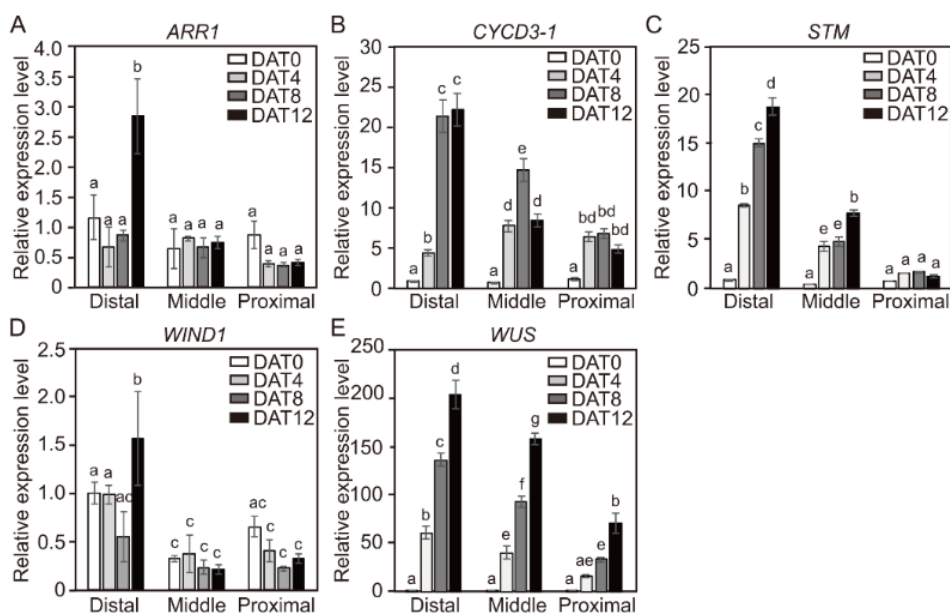 A ARR1
Relative expression level
4.0
3.5
3.0
2.5
2.0
1.5
1.0
0.5
0
DAT0
DAT4
DAT8
DAT12
a a a b
a a a a
a a a a
Distal Middle Proximal
B CYCD3-1
Relative expression level
30
25
20
15
10
5
0
DAT0
DAT4
DAT8
DAT12
a b c c
a d e d
a bd bd bd
Distal Middle Proximal
C STM
Relative expression level
20
15
10
5
0
DAT0
DAT4
DAT8
DAT12
a b c d
a e e b
a a a a
Distal Middle Proximal
D WIND1
Relative expression level
2.5
2.0
1.5
1.0
0.5
0
DAT0
DAT4
DAT8
DAT12
a a ac b
c c c c
ac c c c
Distal Middle Proximal
E WUS
Relative expression level
250
200
150
100
50
0
DAT0
DAT4
DAT8
DAT12
a b c d
a e f g
a ae e b
Distal Middle Proximal